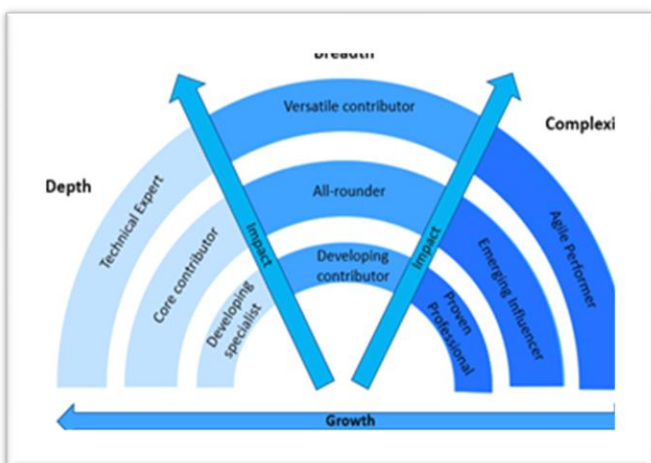 Breadth
Versatile contributor
Complexi
Depth
All-rounder
Technical Expert
Agile Performer
Impact
Impact
Core contributor
Emerging Influencer
Developing
contributor
Developing
specialist
Proven
Professional
Growth